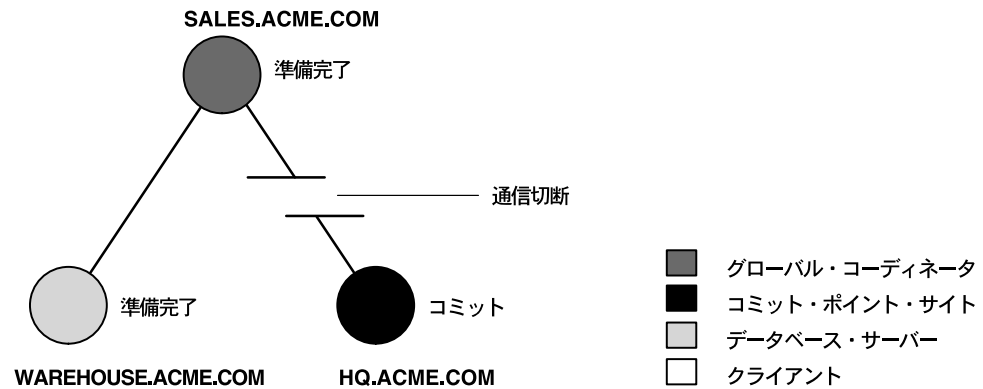 SALES.ACME.COM
準備完了
通信切断
準備完了
コミット
WAREHOUSE.ACME.COM
HQ.ACME.COM
グローバル・コーディネータ
コミット・ポイント・サイト
データベース・サーバー
クライアント